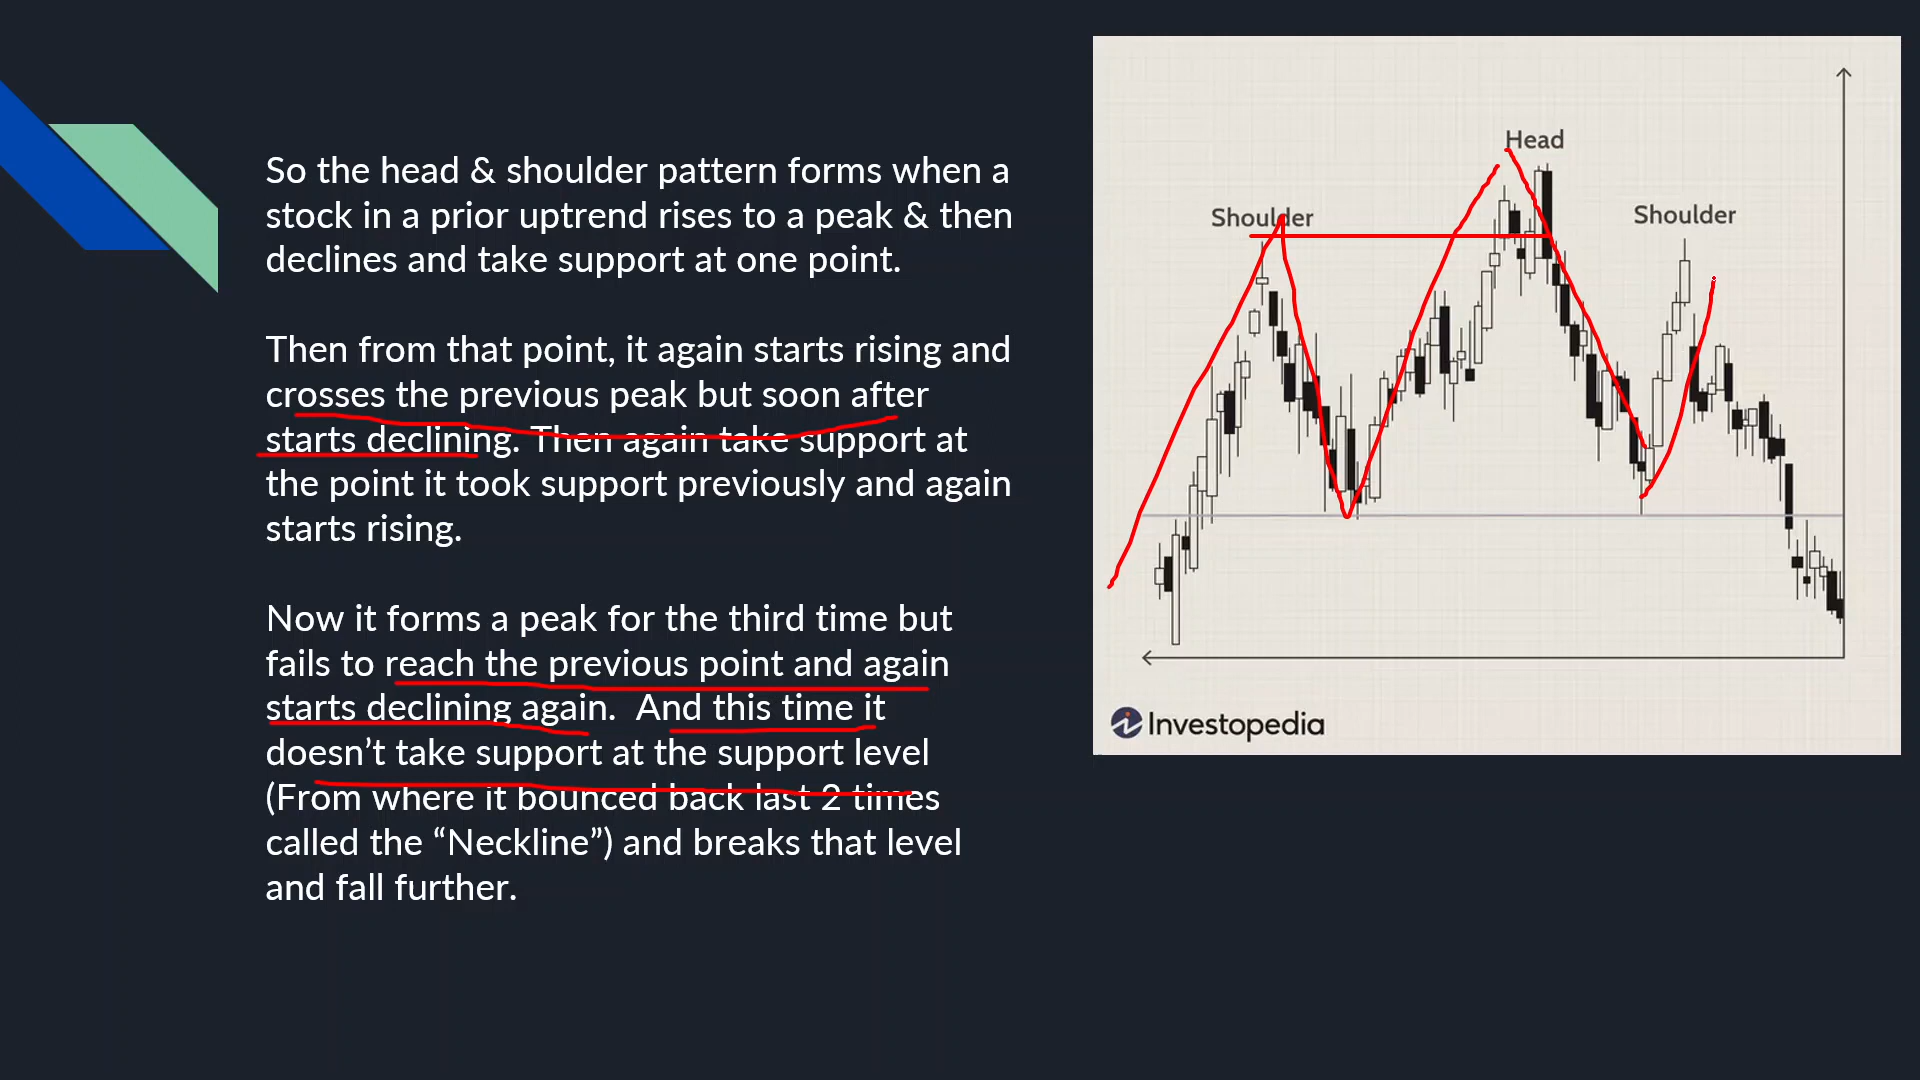 So the head & shoulder pattern forms when a
stock in a prior uptrend rises to a peak & then
declines and take support at one point.
Then from that point, it again starts rising and
crosses the previous peak but soon after
starts declining. Then again take support at
the point it took support previously and again
starts rising.
Now it forms a peak for the third time but
fails to reach the previous point and again
starts declining again.  And this time it
doesn’t take support at the support level
(From where it bounced back last 2 times
called the “Neckline”) and breaks that level
and fall further.
Head
Shoulder
Shoulder
Investopedia